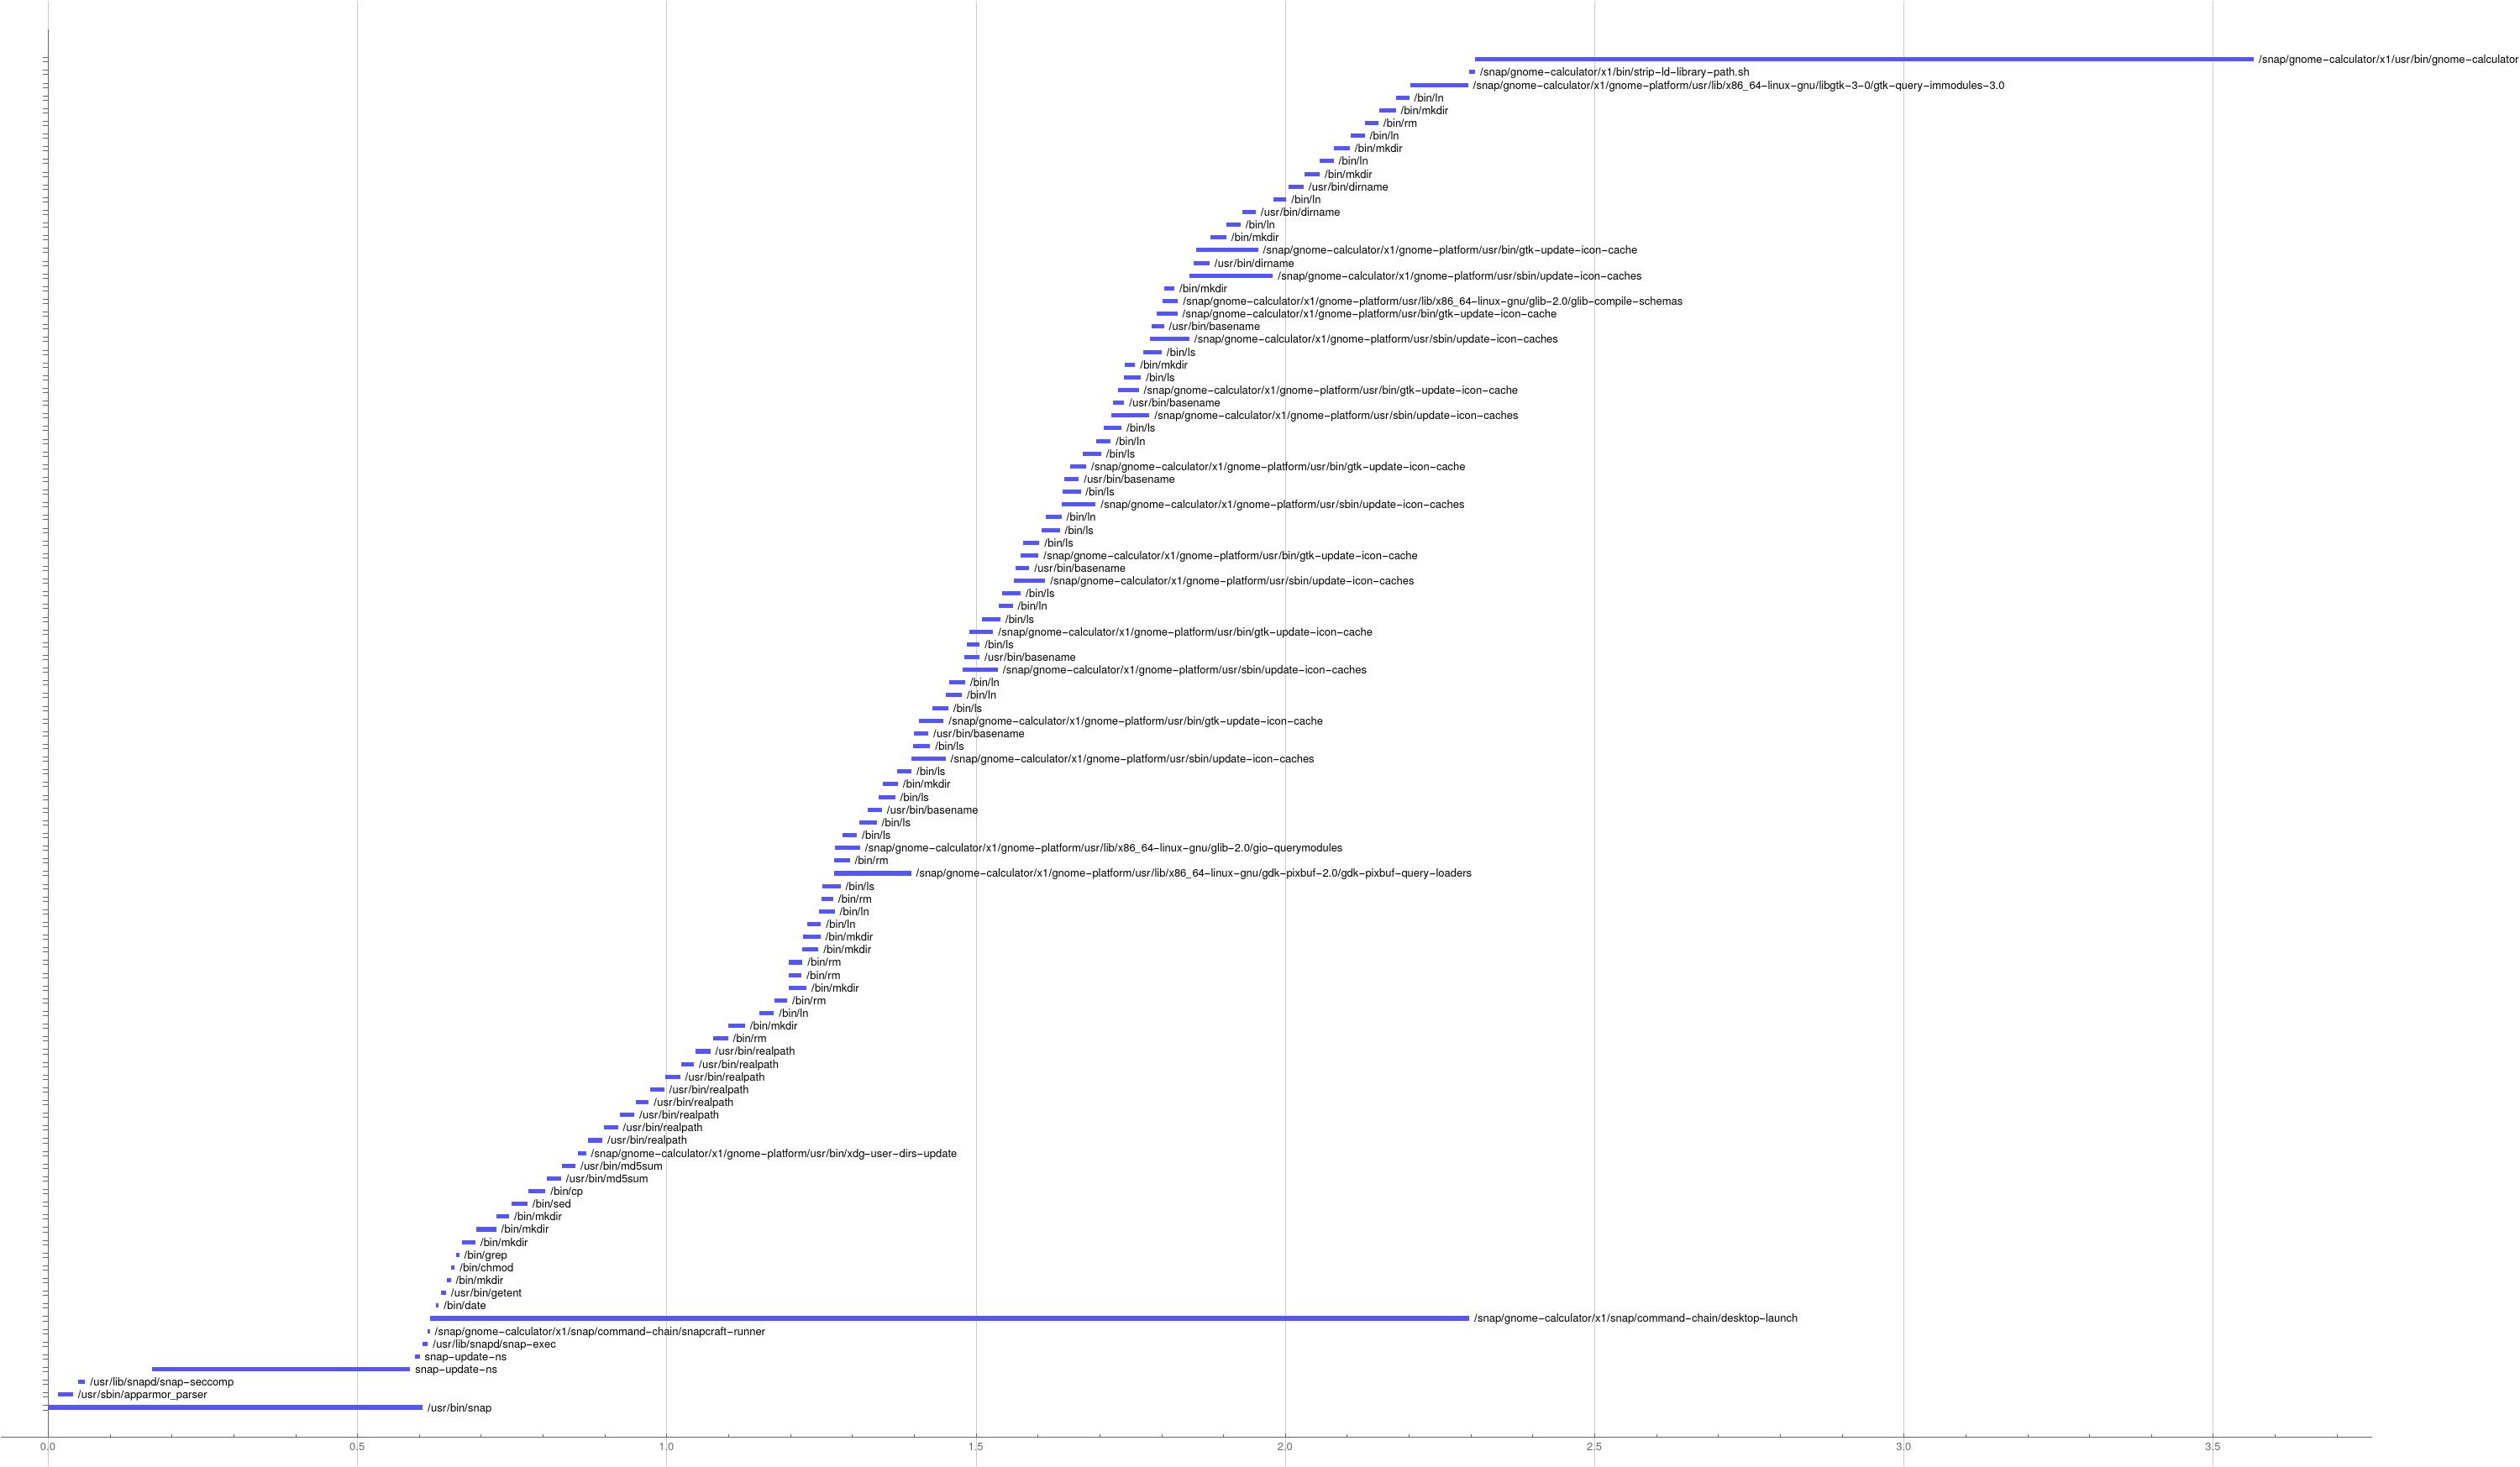 /snap/gnome-calculator/x1/usr/bin/gnome-calculator
/snap/gnome-calculator/x1/bin/strip-ld-library-path.sh
/snap/gnome-calculator/x1/gnome-platform/usr/lib/x86_64-linux-gnu/libgtk-3-0/gtk-query-immodules-3.0
/bin/ln
/bin/mkdir
/bin/rm
/bin/ln
/bin/mkdir
/bin/ln
/bin/mkdir
/usr/bin/dirname
/bin/ln
/usr/bin/dirname
/bin/ln
/bin/mkdir
/snap/gnome-calculator/x1/gnome-platform/usr/bin/gtk-update-icon-cache
/usr/bin/dirname
/snap/gnome-calculator/x1/gnome-platform/usr/sbin/update-icon-caches
/bin/mkdir
/snap/gnome-calculator/x1/gnome-platform/usr/lib/x86_64-linux-gnu/glib-2.0/glib-compile-schemas
/snap/gnome-calculator/x1/gnome-platform/usr/bin/gtk-update-icon-cache
/usr/bin/basename
/snap/gnome-calculator/x1/gnome-platform/usr/sbin/update-icon-caches
/bin/ls
/bin/mkdir
/bin/ls
/snap/gnome-calculator/x1/gnome-platform/usr/bin/gtk-update-icon-cache
/usr/bin/basename
/snap/gnome-calculator/x1/gnome-platform/usr/sbin/update-icon-caches
/bin/ls
/bin/ln
/bin/ls
/snap/gnome-calculator/x1/gnome-platform/usr/bin/gtk-update-icon-cache
/usr/bin/basename
/bin/ls
/snap/gnome-calculator/x1/gnome-platform/usr/sbin/update-icon-caches
/bin/ln
/bin/ls
/bin/ls
/snap/gnome-calculator/x1/gnome-platform/usr/bin/gtk-update-icon-cache
/usr/bin/basename
/snap/gnome-calculator/x1/gnome-platform/usr/sbin/update-icon-caches
/bin/ls
/bin/ln
/bin/ls
/snap/gnome-calculator/x1/gnome-platform/usr/bin/gtk-update-icon-cache
/bin/ls
/usr/bin/basename
/snap/gnome-calculator/x1/gnome-platform/usr/sbin/update-icon-caches
/bin/ln
/bin/ln
/bin/ls
/snap/gnome-calculator/x1/gnome-platform/usr/bin/gtk-update-icon-cache
/usr/bin/basename
/bin/ls
/snap/gnome-calculator/x1/gnome-platform/usr/sbin/update-icon-caches
/bin/ls
/bin/mkdir
/bin/ls
/usr/bin/basename
/bin/ls
/bin/ls
/snap/gnome-calculator/x1/gnome-platform/usr/lib/x86_64-linux-gnu/glib-2.0/gio-querymodules
/bin/rm
/snap/gnome-calculator/x1/gnome-platform/usr/lib/x86_64-linux-gnu/gdk-pixbuf-2.0/gdk-pixbuf-query-loaders
/bin/ls
/bin/rm
/bin/ln
/bin/ln
/bin/mkdir
/bin/mkdir
/bin/rm
/bin/rm
/bin/mkdir
/bin/rm
/bin/ln
/bin/mkdir
/bin/rm
/usr/bin/realpath
/usr/bin/realpath
/usr/bin/realpath
/usr/bin/realpath
/usr/bin/realpath
/usr/bin/realpath
/usr/bin/realpath
/usr/bin/realpath
/snap/gnome-calculator/x1/gnome-platform/usr/bin/xdg-user-dirs-update
/usr/bin/md5sum
/usr/bin/md5sum
/bin/cp
/bin/sed
/bin/mkdir
/bin/mkdir
/bin/mkdir
/bin/grep
/bin/chmod
/bin/mkdir
/usr/bin/getent
/bin/date
/snap/gnome-calculator/x1/snap/command-chain/desktop-launch
/snap/gnome-calculator/x1/snap/command-chain/snapcraft-runner
/usr/lib/snapd/snap-exec
snap-update-ns
snap-update-ns
/usr/lib/snapd/snap-seccomp
/usr/sbin/apparmor_parser
/usr/bin/snap
0.0 0.5 1.0 1.5 2.0 2.5 3.0 3.5